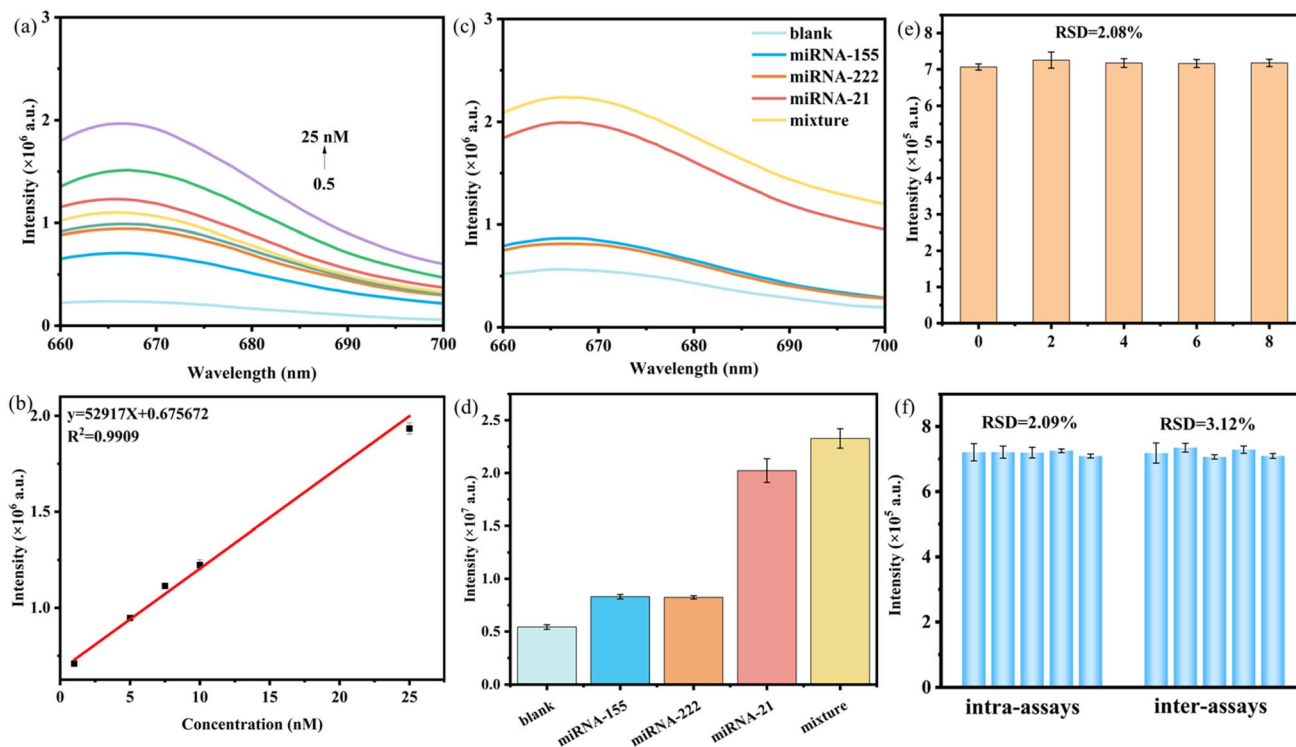 (a)
3
2
1
0
Intensity (×10⁶ a.u.)
25 nM
0.5
660 670 680 690 700
Wavelength (nm)
(c)
3
2
1
0
Intensity (×10⁶ a.u.)
blank
miRNA-155
miRNA-222
miRNA-21
mixture
660 670 680 690 700
Wavelength (nm)
(e)
RSD=2.08%
8
7
6
5
4
3
2
1
0
Intensity (×10⁵ a.u.)
0 2 4 6 8
(b)
y=52917X+0.675672
R²=0.9909
2.0
1.5
1.0
Intensity (×10⁶ a.u.)
0 5 10 15 20 25
Concentration (nM)
(d)
2.5
2.0
1.5
1.0
0.5
0.0
Intensity (×10⁷ a.u.)
blank miRNA-155 miRNA-222 miRNA-21 mixture
(f)
RSD=2.09% RSD=3.12%
8
6
4
2
0
Intensity (×10⁵ a.u.)
intra-assays inter-assays